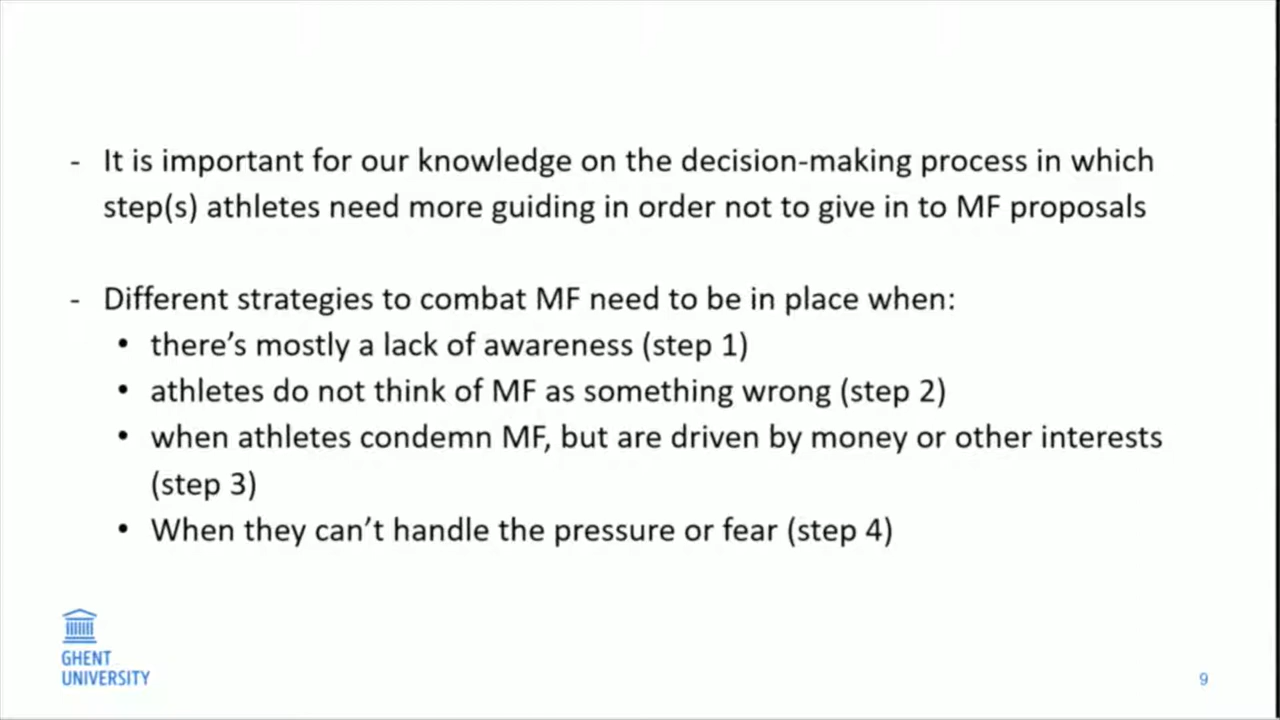 - It is important for our knowledge on the decision-making process in which
step(s) athletes need more guiding in order not to give in to MF proposals
- Different strategies to combat MF need to be in place when:
• there’s mostly a lack of awareness (step 1)
• athletes do not think of MF as something wrong (step 2)
• when athletes condemn MF, but are driven by money or other interests
(step 3)
• When they can’t handle the pressure or fear (step 4)
GHENT
UNIVERSITY
9